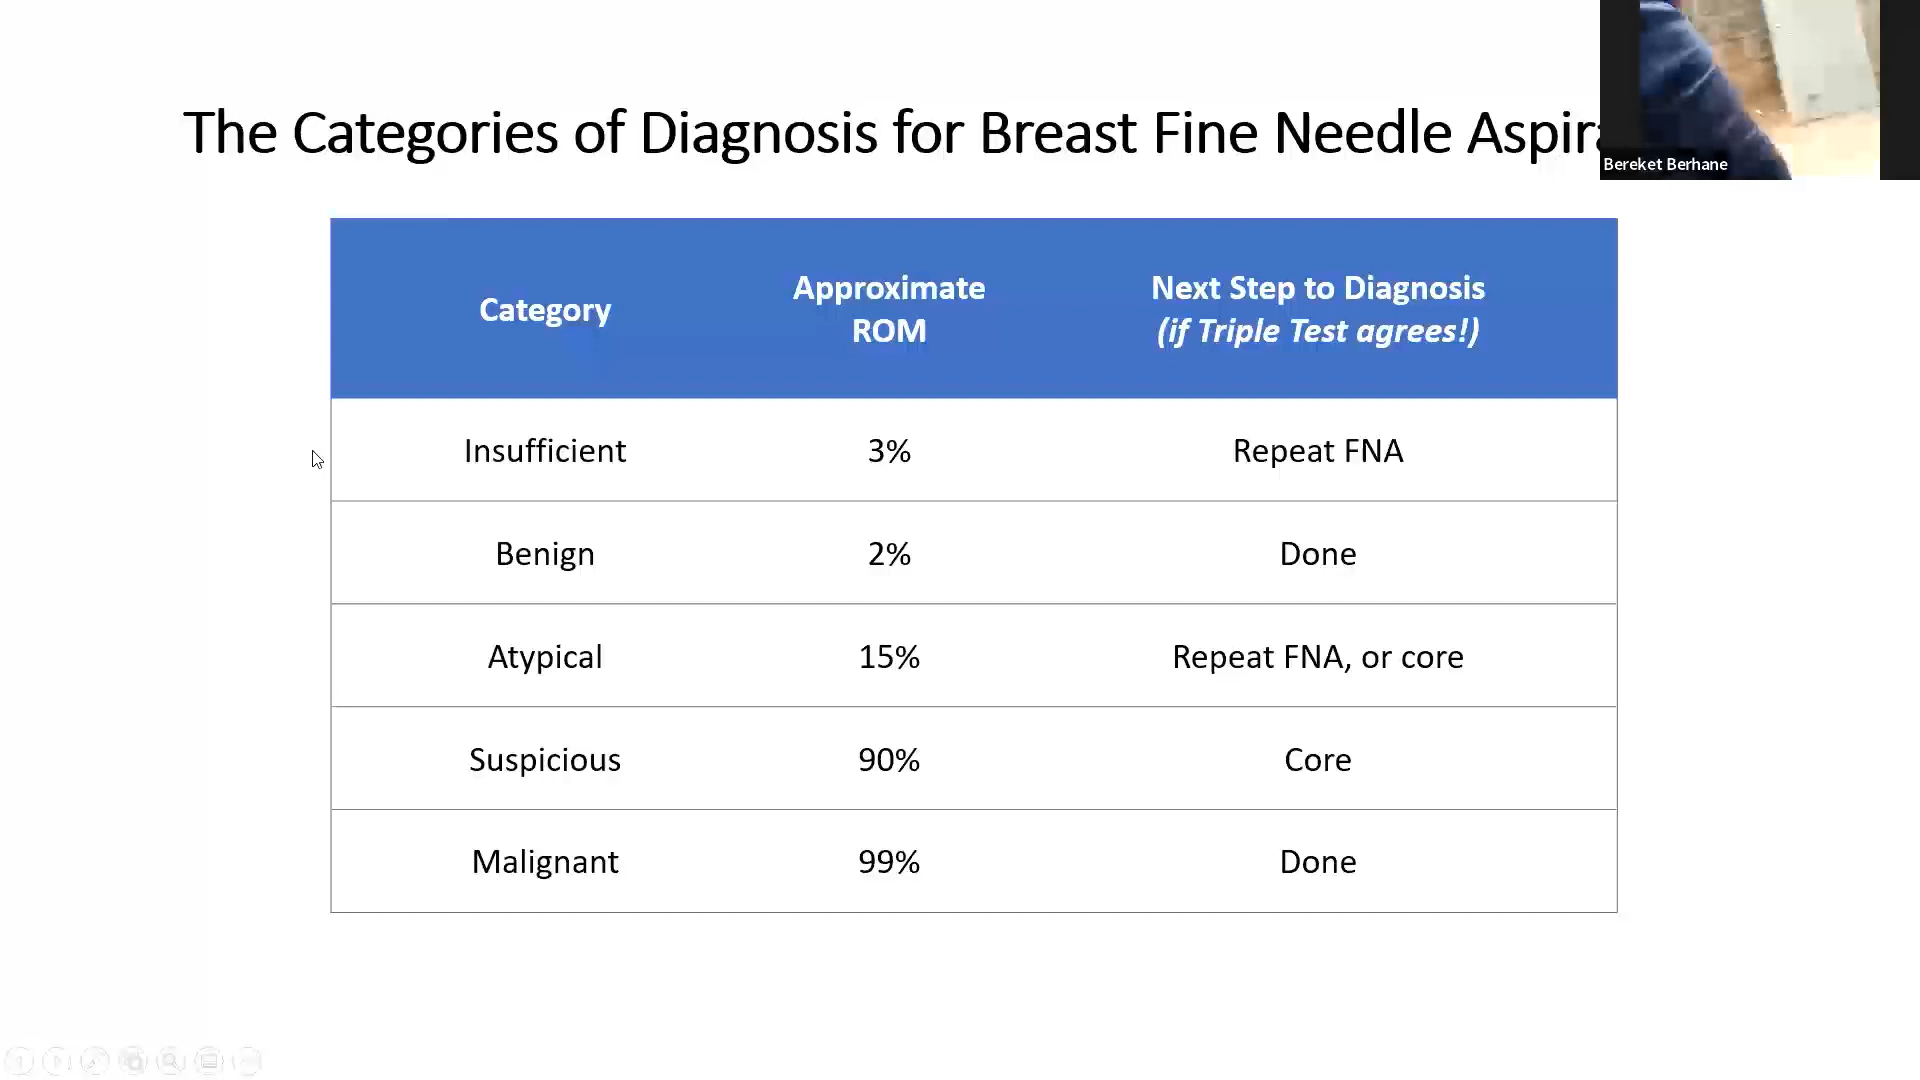 The Categories of Diagnosis for Breast Fine Needle
Bereket Berhane
Category
Approximate
ROM
Next Step to Diagnosis
(if Triple Test agrees!)
Insufficient 3% Repeat FNA
Benign 2% Done
Atypical 15% Repeat FNA, or core
Suspicious 90% Core
Malignant 99% Done